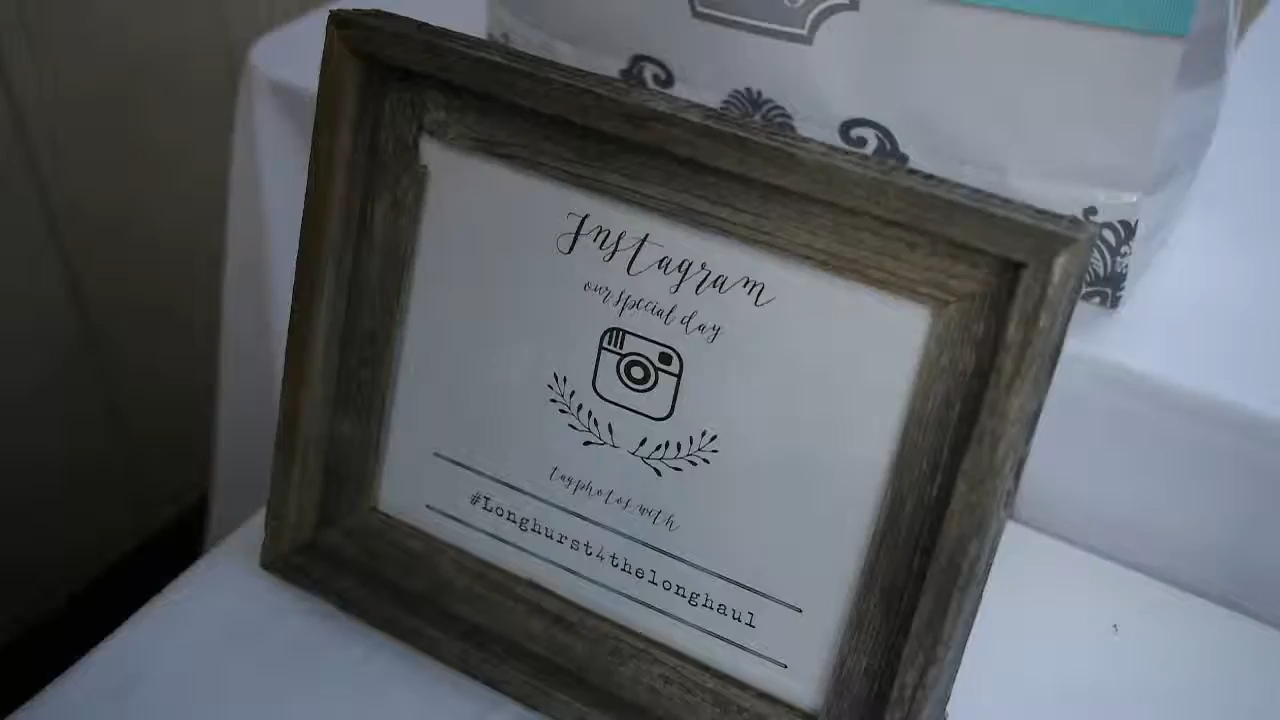 Instagram
our special day
tag photos with
#Longhurst4thelonghaul